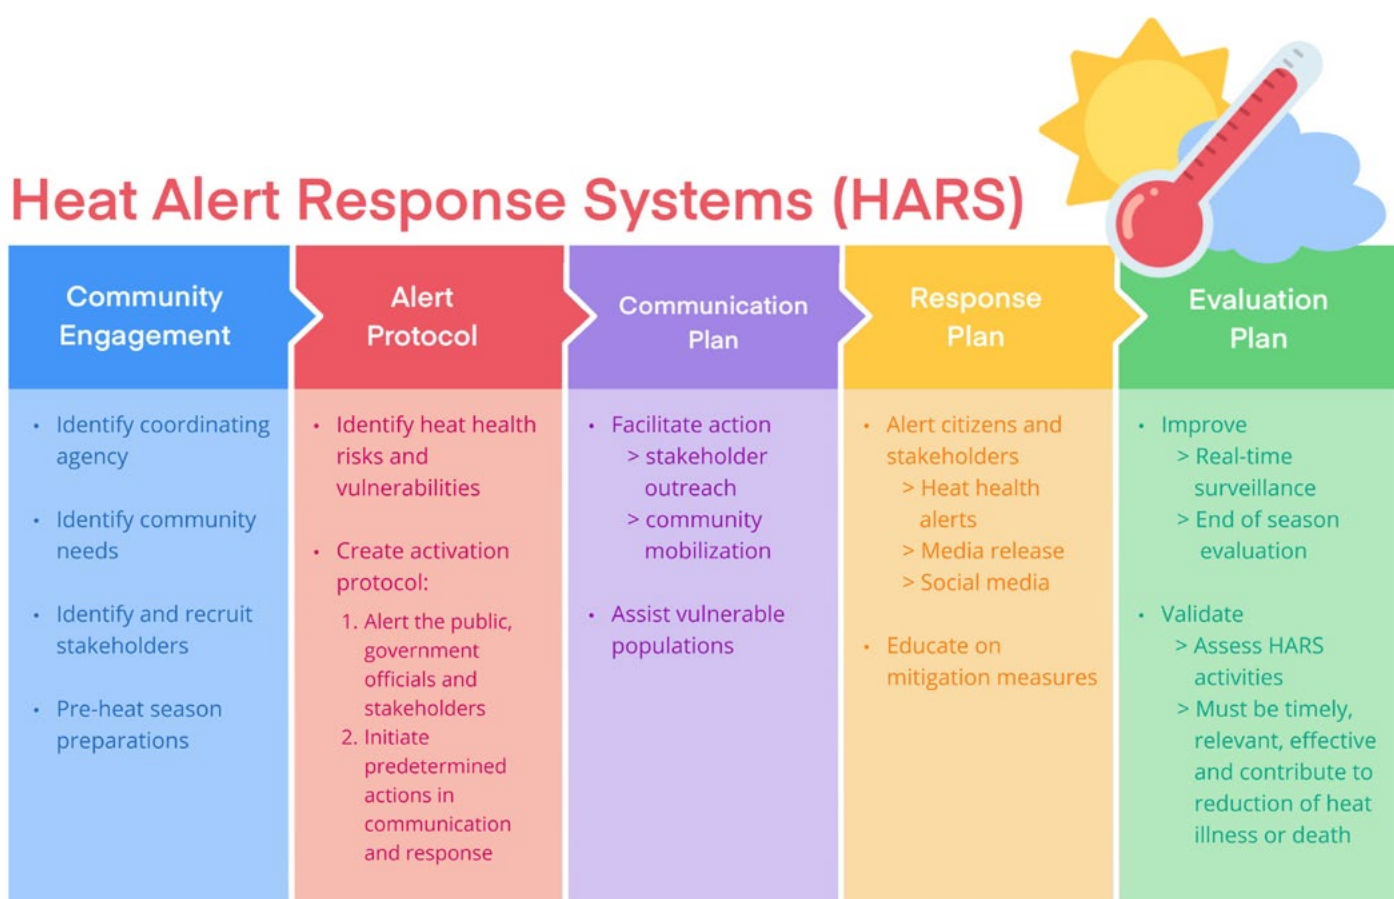 Heat Alert Response Systems (HARS)
Community
Engagement
• Identify coordinating
agency
• Identify community
needs
• Identify and recruit
stakeholders
• Pre-heat season
preparations
Alert
Protocol
• Identify heat health
risks and
vulnerabilities
• Create activation
protocol:
1. Alert the public,
government
officials and
stakeholders
2. Initiate
predetermined
actions in
communication
and response
Communication
Plan
• Facilitate action
> stakeholder
outreach
> community
mobilization
• Assist vulnerable
populations
Response
Plan
• Alert citizens and
stakeholders
> Heat health
alerts
> Media release
> Social media
• Educate on
mitigation measures
Evaluation
Plan
• Improve
> Real-time
surveillance
> End of season
evaluation
• Validate
> Assess HARS
activities
> Must be timely,
relevant, effective
and contribute to
reduction of heat
illness or death